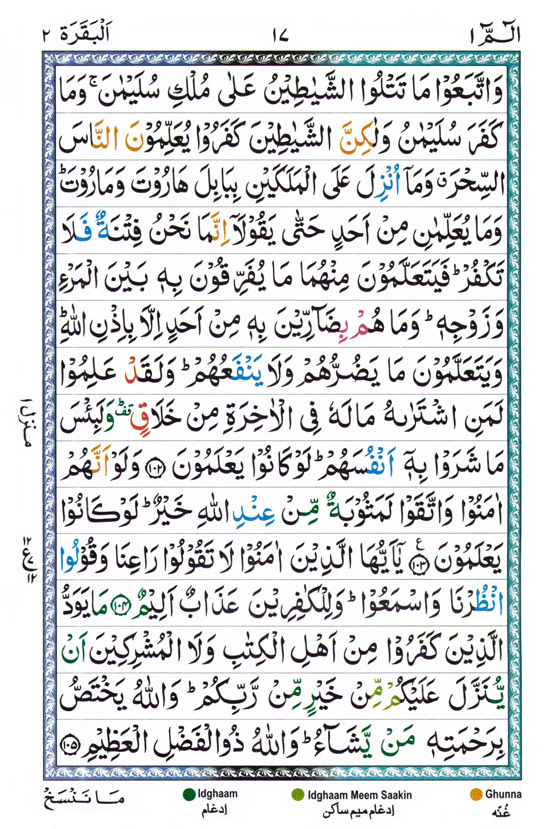 الٓمّٓ ١ ١٧ اَلْبَقَرَة ٢
وَاتَّبَعُوْا مَا تَتْلُوا الشَّيٰطِيْنُ عَلٰى مُلْكِ سُلَيْمٰنَ ۚ وَمَا
كَفَرَ سُلَيْمٰنُ وَلٰكِنَّ الشَّيٰطِيْنَ كَفَرُوْا يُعَلِّمُوْنَ النَّاسَ
السِّحْرَ ۗ وَمَآ اُنْزِلَ عَلَى الْمَلَكَيْنِ بِبَابِلَ هَارُوْتَ وَمَارُوْتَ ؕ
وَمَا يُعَلِّمٰنِ مِنْ اَحَدٍ حَتّٰى يَقُوْلَاۤ اِنَّمَا نَحْنُ فِتْنَةٌ فَلَا
تَكْفُرْ ؕ فَيَتَعَلَّمُوْنَ مِنْهُمَا مَا يُفَرِّقُوْنَ بِهٖ بَيْنَ الْمَرْءِ
وَزَوْجِهٖ ؕ وَمَا هُمْ بِضَآرِّيْنَ بِهٖ مِنْ اَحَدٍ اِلَّا بِاِذْنِ اللّٰهِ ؕ
وَيَتَعَلَّمُوْنَ مَا يَضُرُّهُمْ وَلَا يَنْفَعُهُمْ ؕ وَلَقَدْ عَلِمُوْا
لَمَنِ اشْتَرٰىهُ مَا لَهٗ فِى الْاٰخِرَةِ مِنْ خَلَاقٍ ؕ قف وَلَبِئْسَ
مَا شَرَوْا بِهٖۤ اَنْفُسَهُمْ ؕ لَوْ كَانُوْا يَعْلَمُوْنَ ﴿١٠٢﴾ وَلَوْ اَنَّهُمْ
اٰمَنُوْا وَاتَّقَوْا لَمَثُوْبَةٌ مِّنْ عِنْدِ اللّٰهِ خَيْرٌ ؕ لَوْ كَانُوْا
يَعْلَمُوْنَ ﴿١٠٣﴾ ع يٰۤاَيُّهَا الَّذِيْنَ اٰمَنُوْا لَا تَقُوْلُوْا رَاعِنَا وَقُوْلُوا
انْظُرْنَا وَاسْمَعُوْا ؕ وَلِلْكٰفِرِيْنَ عَذَابٌ اَلِيْمٌ ﴿١٠٤﴾ مَا يَوَدُّ
الَّذِيْنَ كَفَرُوْا مِنْ اَهْلِ الْكِتٰبِ وَلَا الْمُشْرِكِيْنَ اَنْ
يُّنَزَّلَ عَلَيْكُمْ مِّنْ خَيْرٍ مِّنْ رَّبِّكُمْ ؕ وَاللّٰهُ يَخْتَصُّ
بِرَحْمَتِهٖ مَنْ يَّشَآءُ ؕ وَاللّٰهُ ذُو الْفَضْلِ الْعَظِيْمِ ﴿١٠٥﴾
منزل ١
١٢ ع ١٢
مَا نَنْسَخْ
Idghaam
ادغام
Idghaam Meem Saakin
ادغام میم ساکن
Ghunna
غُنّه